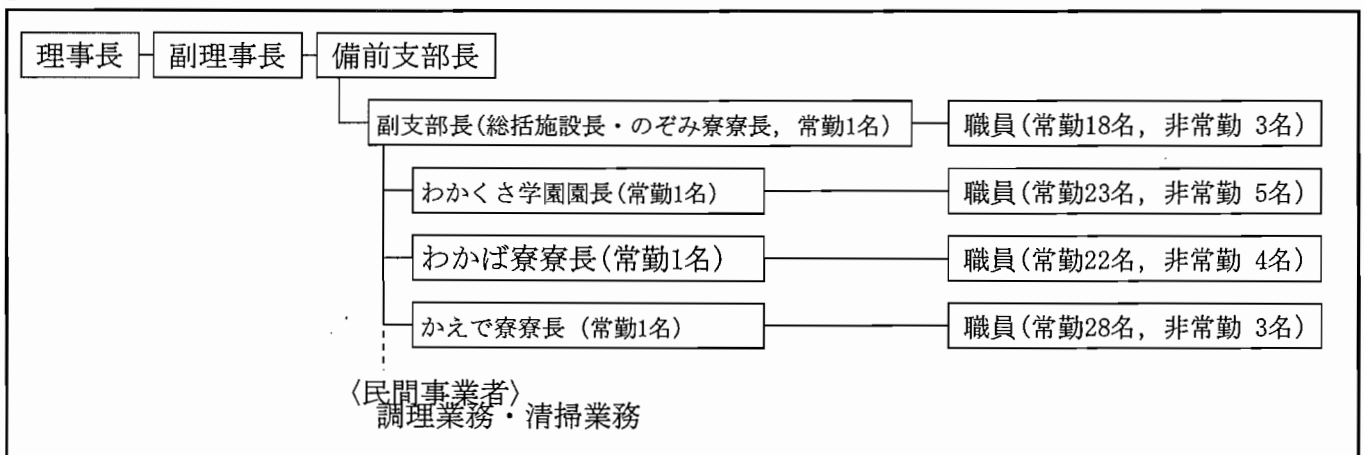 理事長 副理事長 備前支部長
副支部長(総括施設長・のぞみ寮寮長, 常勤1名) 職員(常勤18名, 非常勤 3名)
わかくさ学園園長(常勤1名) 職員(常勤23名, 非常勤 5名)
わかば寮寮長(常勤1名) 職員(常勤22名, 非常勤 4名)
かえで寮寮長 (常勤1名) 職員(常勤28名, 非常勤 3名)
〈民間事業者〉
調理業務・清掃業務